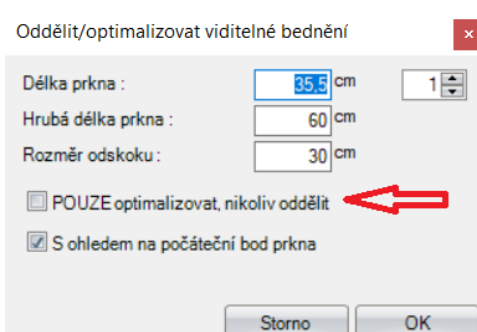 Oddělit/optimalizovat viditelné bednění
Délka prkna : 35,5 cm 1
Hrubá délka prkna : 60 cm
Rozměr odskoku : 30 cm
POUZE optimalizovat, nikoliv oddělit
S ohledem na počáteční bod prkna
Storno OK